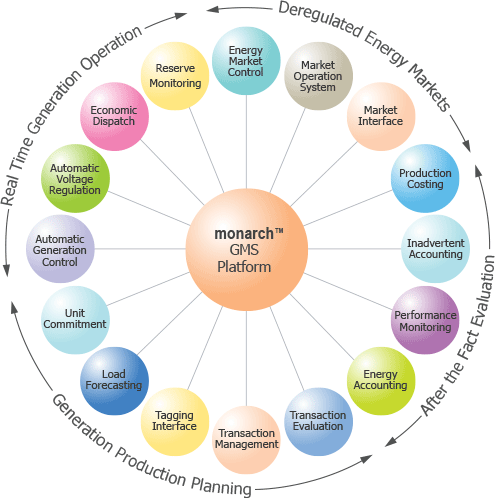 Real Time Generation Operation
Deregulated Energy Markets
After the Fact Evaluation
Generation Production Planning
monarch™
GMS
Platform
Energy
Market
Control
Market
Operation
System
Market
Interface
Production
Costing
Inadvertent
Accounting
Performance
Monitoring
Energy
Accounting
Transaction
Evaluation
Transaction
Management
Tagging
Interface
Load
Forecasting
Unit
Commitment
Automatic
Generation
Control
Automatic
Voltage
Regulation
Economic
Dispatch
Reserve
Monitoring